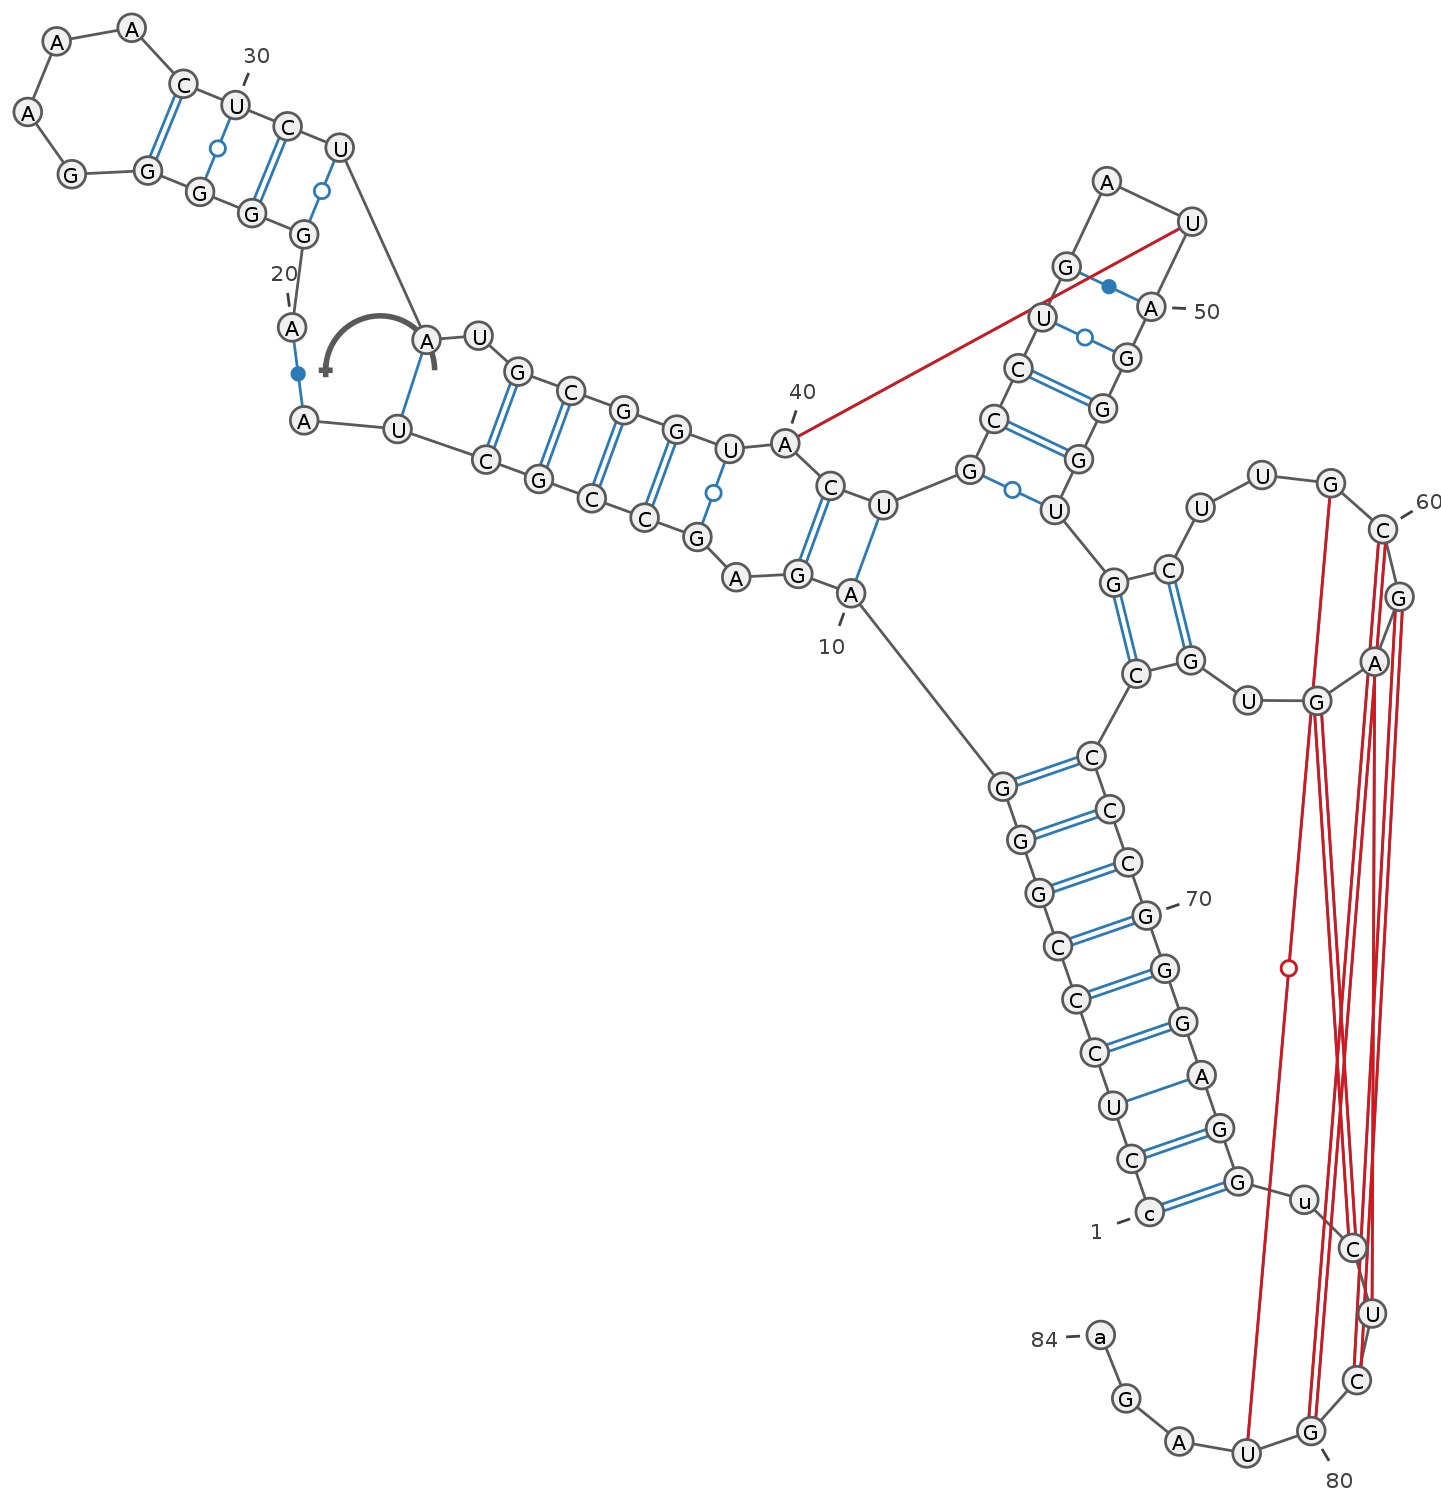 A A
30
C U
A C U
G G G G A
G U
20 G
A A U U A 50
G C G
C 40 G
A U G G U A C G
C G C G U U G 60
C C U U U C
G
A G G C
A G
10 A
C G U G
C
G
G C
G C
C G 70
C G
C G
U A
C G
1 c G u
C
84 a U
G C
A U G
80